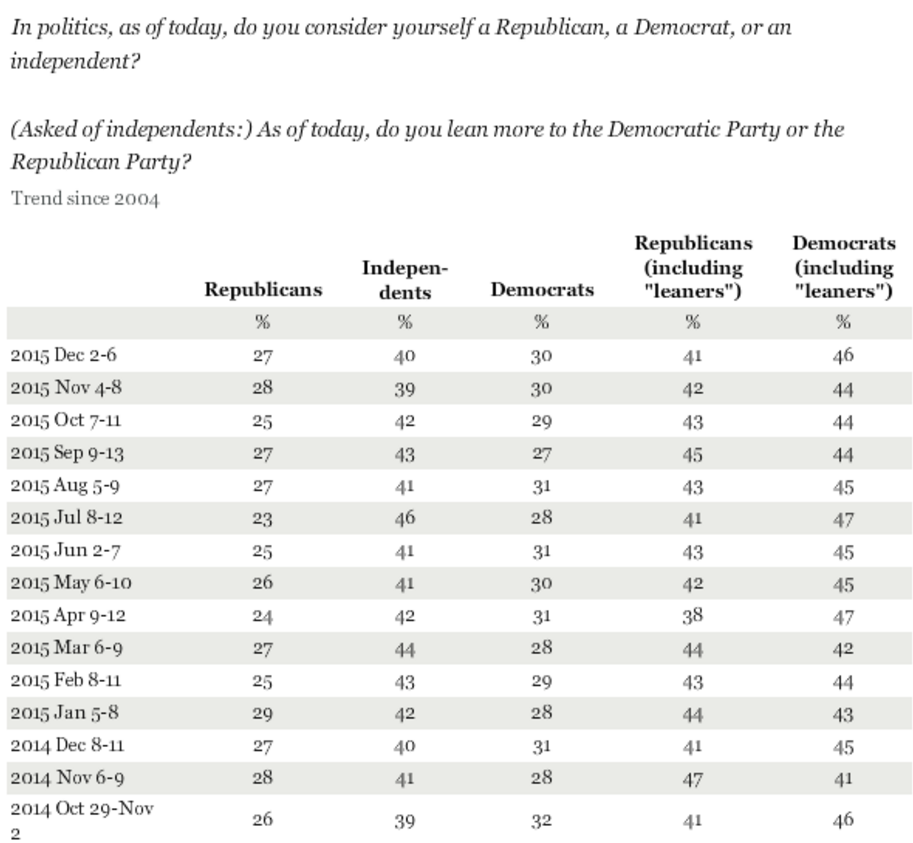 In politics, as of today, do you consider yourself a Republican, a Democrat, or an
independent?
(Asked of independents:) As of today, do you lean more to the Democratic Party or the
Republican Party?
Trend since 2004
Republicans Indepen-
dents Democrats Republicans
(including
"leaners") Democrats
(including
"leaners")
% % % % %
2015 Dec 2-6 27 40 30 41 46
2015 Nov 4-8 28 39 30 42 44
2015 Oct 7-11 25 42 29 43 44
2015 Sep 9-13 27 43 27 45 44
2015 Aug 5-9 27 41 31 43 45
2015 Jul 8-12 23 46 28 41 47
2015 Jun 2-7 25 41 31 43 45
2015 May 6-10 26 41 30 42 45
2015 Apr 9-12 24 42 31 38 47
2015 Mar 6-9 27 44 28 44 42
2015 Feb 8-11 25 43 29 43 44
2015 Jan 5-8 29 42 28 44 43
2014 Dec 8-11 27 40 31 41 45
2014 Nov 6-9 28 41 28 47 41
2014 Oct 29-Nov
2 26 39 32 41 46